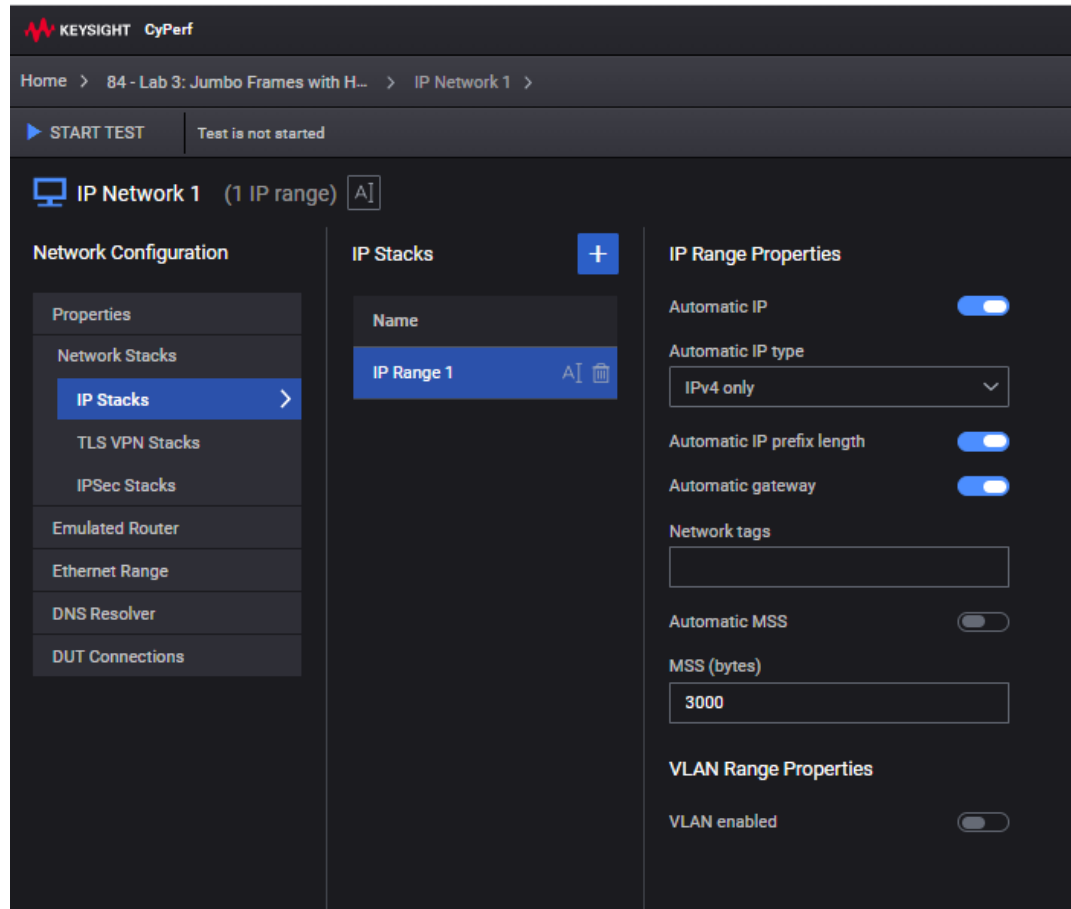 KEYSIGHT CyPerf
Home > 84 - Lab 3: Jumbo Frames with H... > IP Network 1 >
START TEST Test is not started
IP Network 1 (1 IP range)
Network Configuration
Properties
Network Stacks
IP Stacks
TLS VPN Stacks
IPSec Stacks
Emulated Router
Ethernet Range
DNS Resolver
DUT Connections
IP Stacks
Name
IP Range 1
IP Range Properties
Automatic IP
Automatic IP type
IPv4 only
Automatic IP prefix length
Automatic gateway
Network tags
Automatic MSS
MSS (bytes)
3000
VLAN Range Properties
VLAN enabled